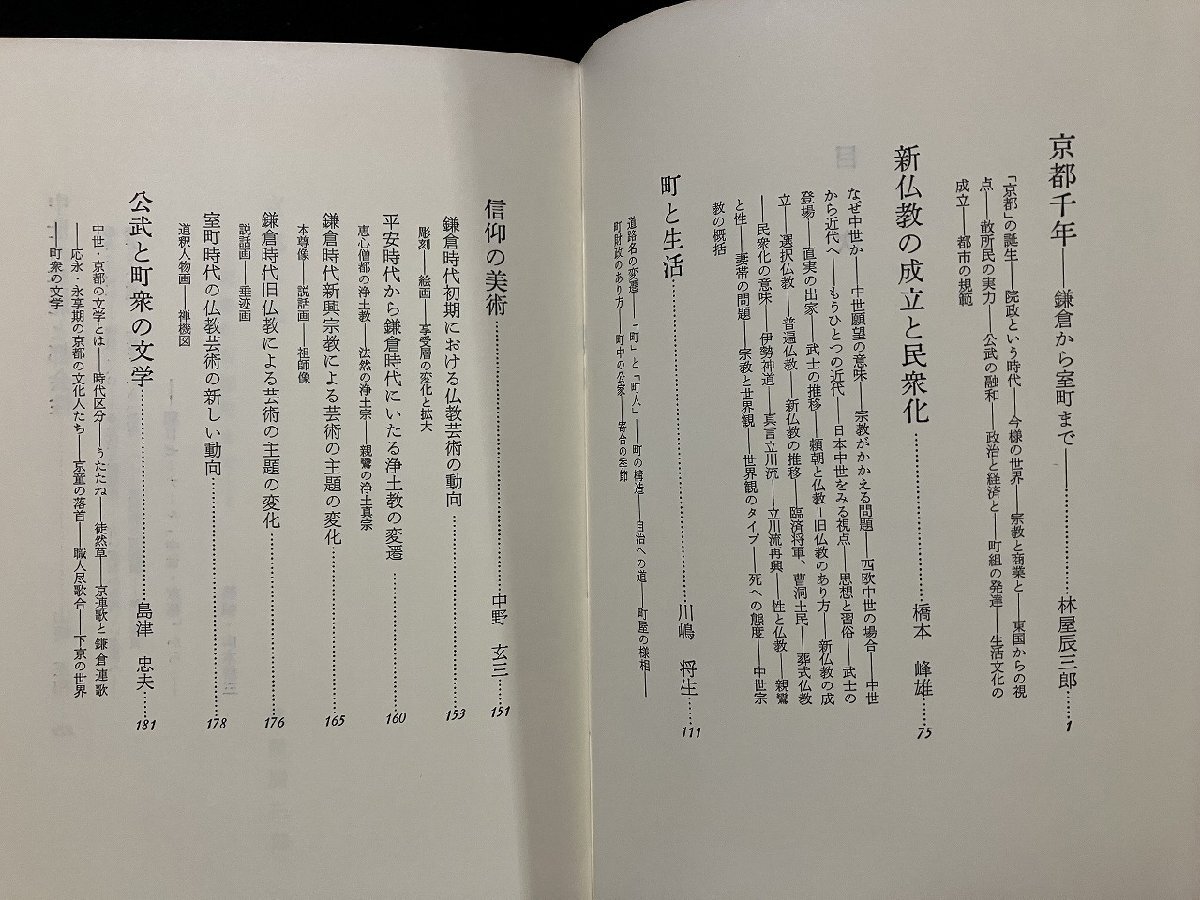 京都千年――鎌倉から室町まで――……………林屋辰三郎……1
「京都」の誕生――院政という時代――今様の世界――宗教と商業と――東国からの視
点――散所民の実力――公武の融和――政治と経済と――町組の発達――生活文化の
成立――都市の規範
新仏教の成立と民衆化……………橋本 峰雄……75
なぜ中世か――中世願望の意味――宗教がかかえる問題――西欧中世の場合――中世
から近代へ――もうひとつの近代――日本中世をみる視点――思想と習俗――武士の
登場――直実の出家――武士の推移――頼朝と仏教――旧仏教のあり方――新仏教の成
立――選択仏教――普遍仏教――新仏教の推移――臨済将軍、曹洞土民――葬式仏教
――民衆化の意味――伊勢神道――真言立川流――立川流再興――性と仏教――親鸞
と性――妻帯の問題――宗教と世界観――世界観のタイプ――死への態度――中世宗
教の概括
町と生活……………川嶋 将生……111
道路名の変遷――「町」と「町人」――町の構造――自治への道――町屋の様相――
町財政のあり方――町中の公家――寄合の季節
信仰の美術……………中野 玄三……151
鎌倉時代初期における仏教芸術の動向……………153
彫刻――絵画――享受層の変化と拡大
平安時代から鎌倉時代にいたる浄土教の変遷……………160
恵心僧都の浄土教――法然の浄土宗――親鸞の浄土真宗
鎌倉時代新興宗教による芸術の主題の変化……………165
本尊像――説話画――祖師像
鎌倉時代旧仏教による芸術の主題の変化……………176
説話画――垂迹画
室町時代の仏教芸術の新しい動向……………178
道釈人物画――禅機図
公武と町衆の文学……………島津 忠夫……181
中世・京都の文学とは――時代区分――うたたね――徒然草――京連歌と鎌倉連歌
――応永・永享期の京都の文化人たち――京童の落首――職人尽歌合――下京の世界
――町衆の文学